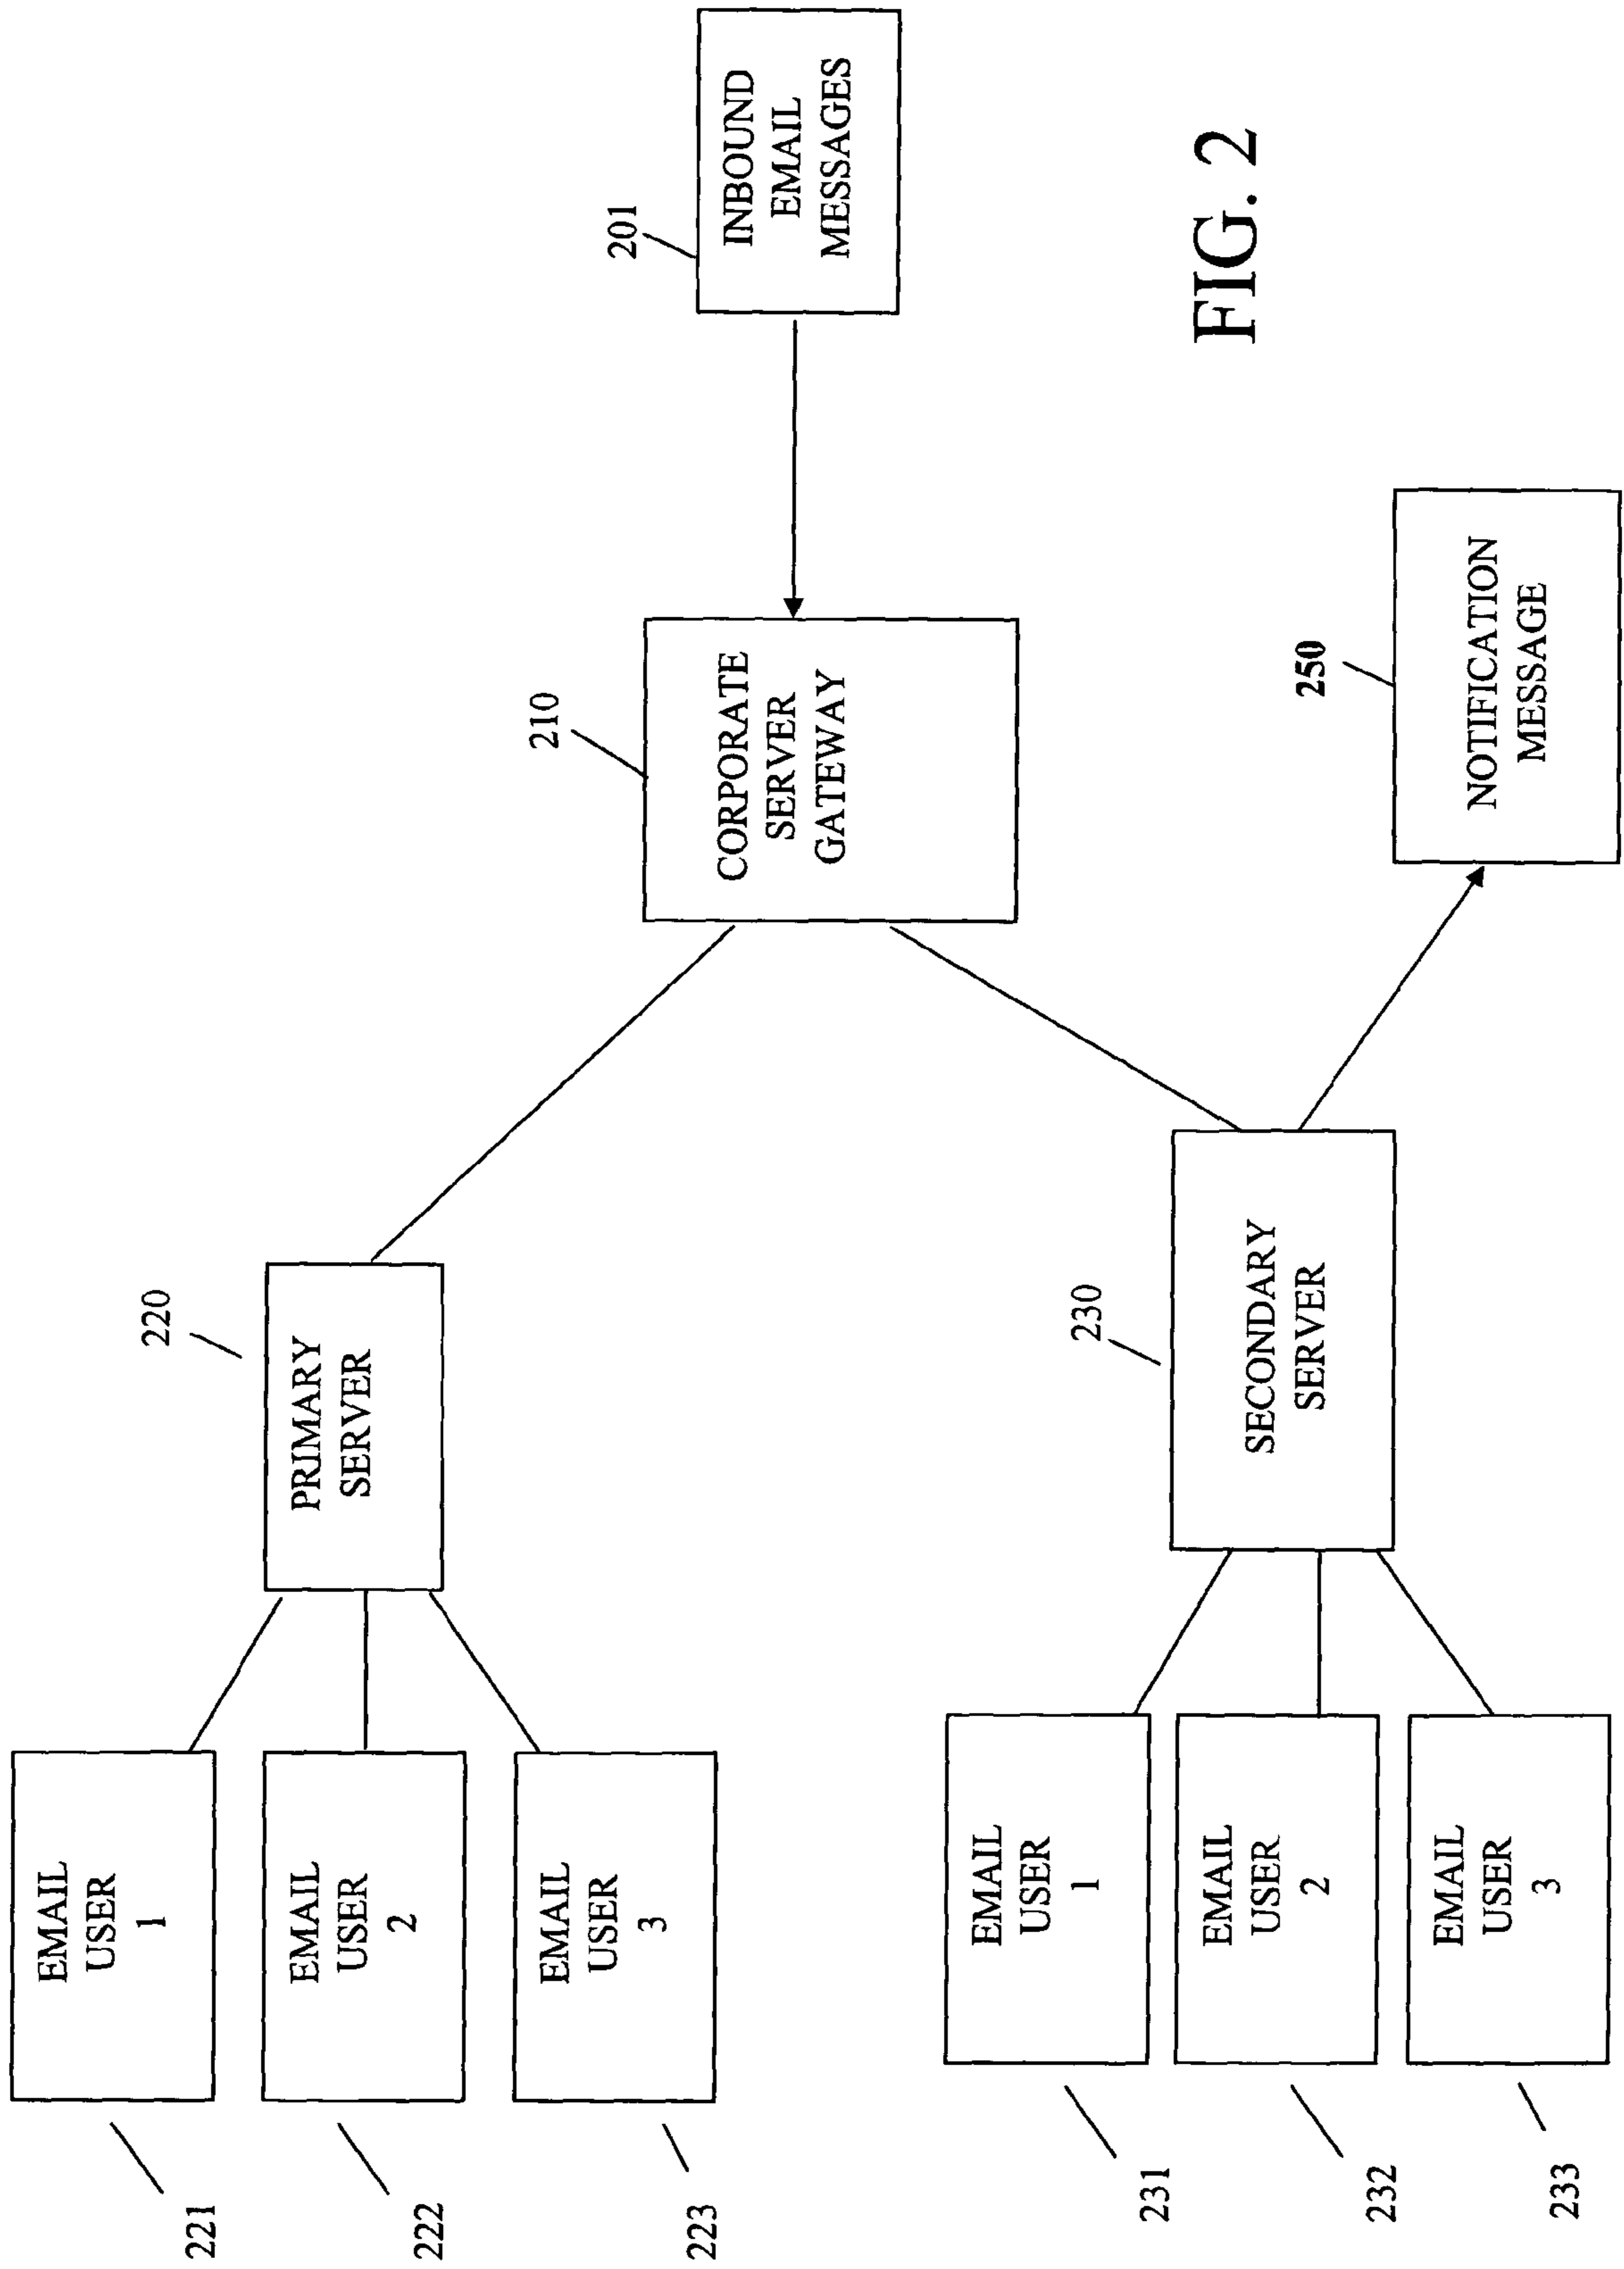 221
EMAIL
USER
1
222
EMAIL
USER
2
223
EMAIL
USER
3
220
PRIMARY
SERVER
210
CORPORATE
SERVER
GATEWAY
201
INBOUND
EMAIL
MESSAGES
231
EMAIL
USER
1
232
EMAIL
USER
2
233
EMAIL
USER
3
230
SECONDARY
SERVER
250
NOTIFICATION
MESSAGE
FIG. 2